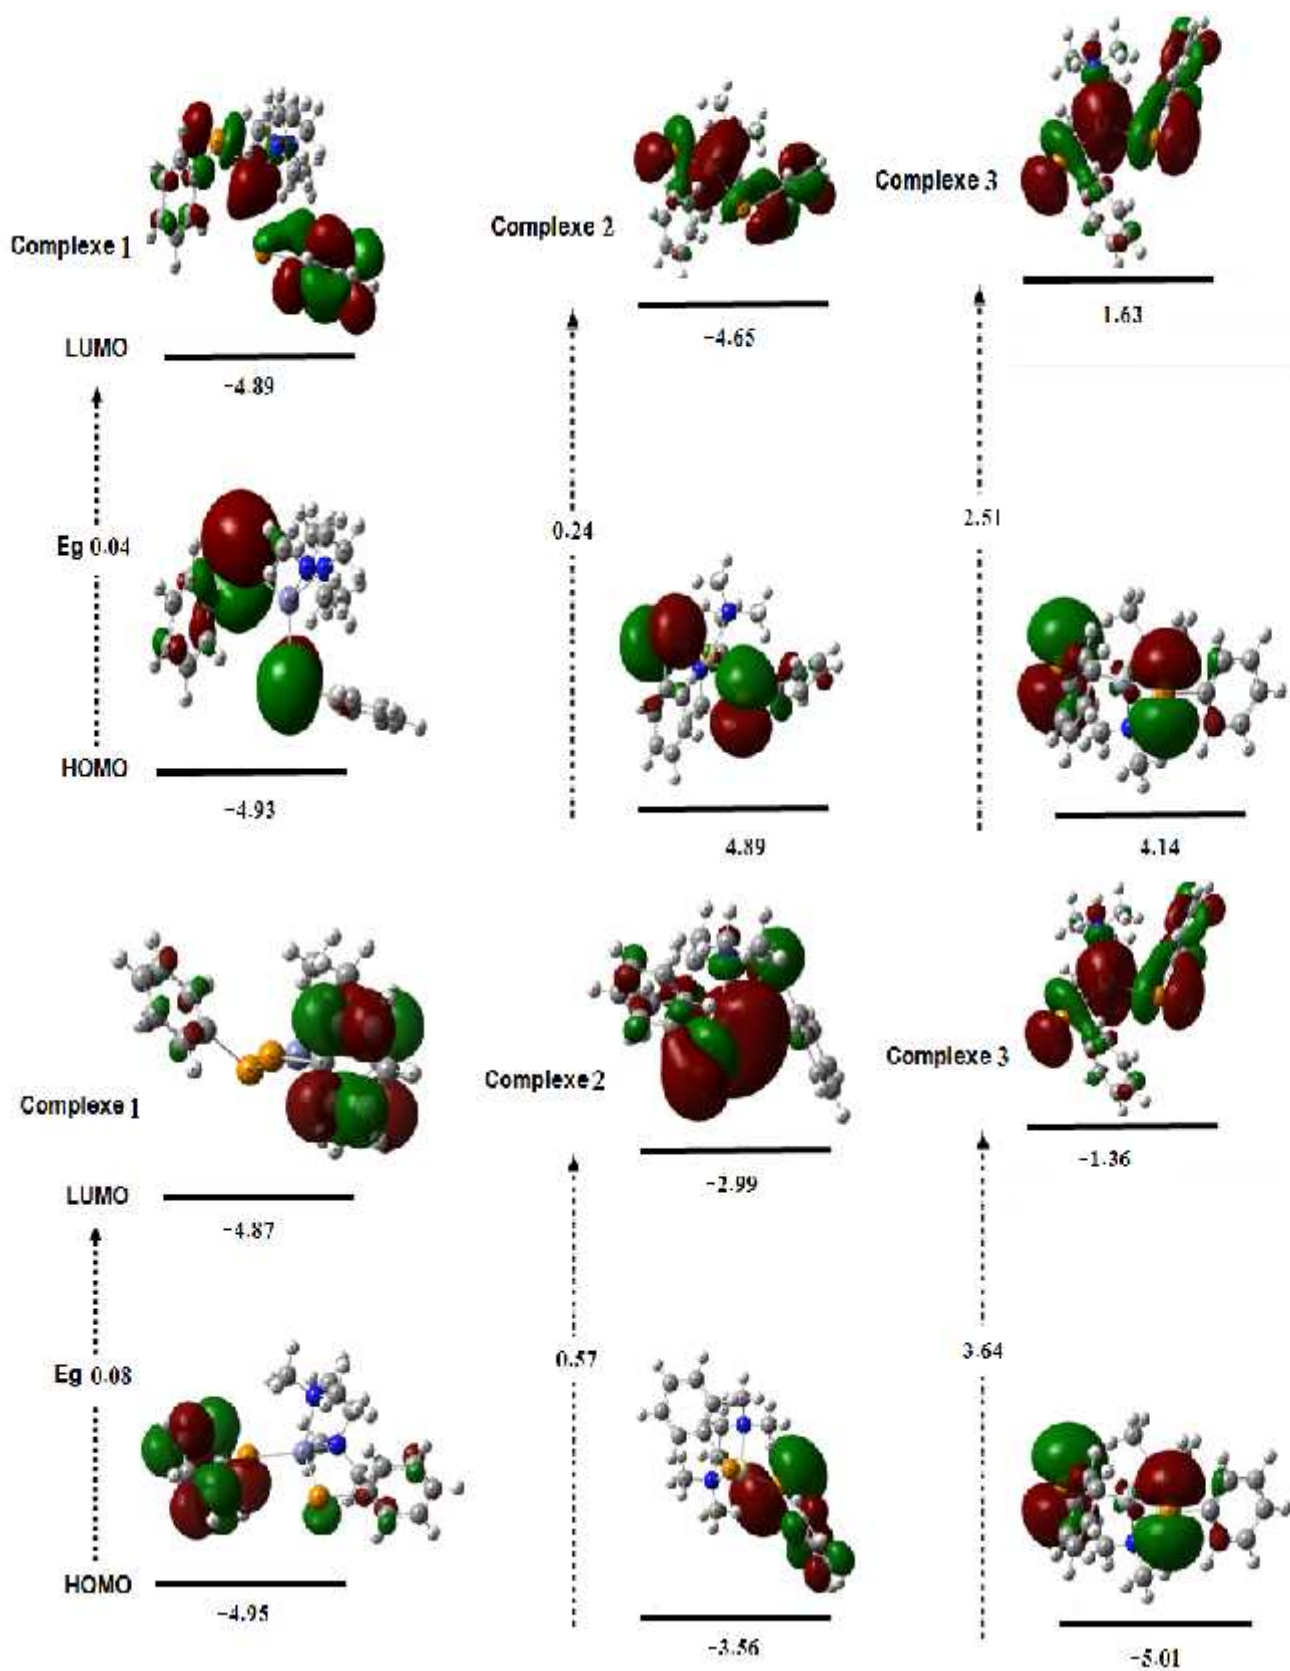 Complexe 1
LUMO
−4.89
Eg 0.04
HOMO
−4.93
Complexe 2
−4.65
0.24
4.89
Complexe 3
1.63
2.51
4.14
Complexe 1
LUMO
−4.87
Eg 0.08
HOMO
−4.95
Complexe 2
−2.99
0.57
−3.56
Complexe 3
−1.36
3.64
−5.01